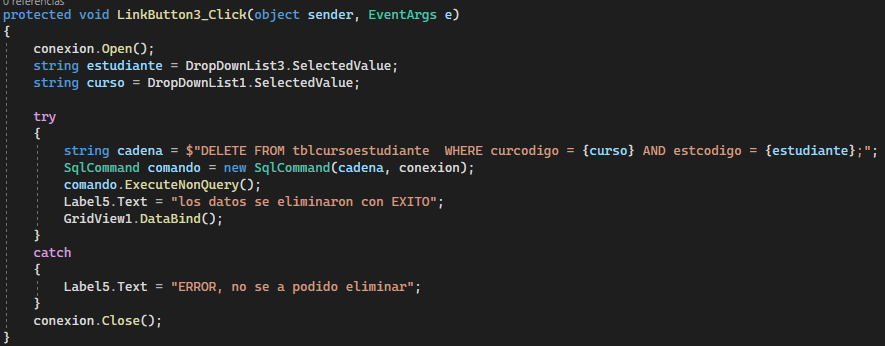 0 referencias
protected void LinkButton3_Click(object sender, EventArgs e)
{
    conexion.Open();
    string estudiante = DropDownList3.SelectedValue;
    string curso = DropDownList1.SelectedValue;

    try
    {
        string cadena = $"DELETE FROM tblcursoestudiante  WHERE curcodigo = {curso} AND estcodigo = {estudiante};";
        SqlCommand comando = new SqlCommand(cadena, conexion);
        comando.ExecuteNonQuery();
        Label5.Text = "los datos se eliminaron con EXITO";
        GridView1.DataBind();
    }
    catch
    {
        Label5.Text = "ERROR, no se a podido eliminar";
    }
    conexion.Close();
}